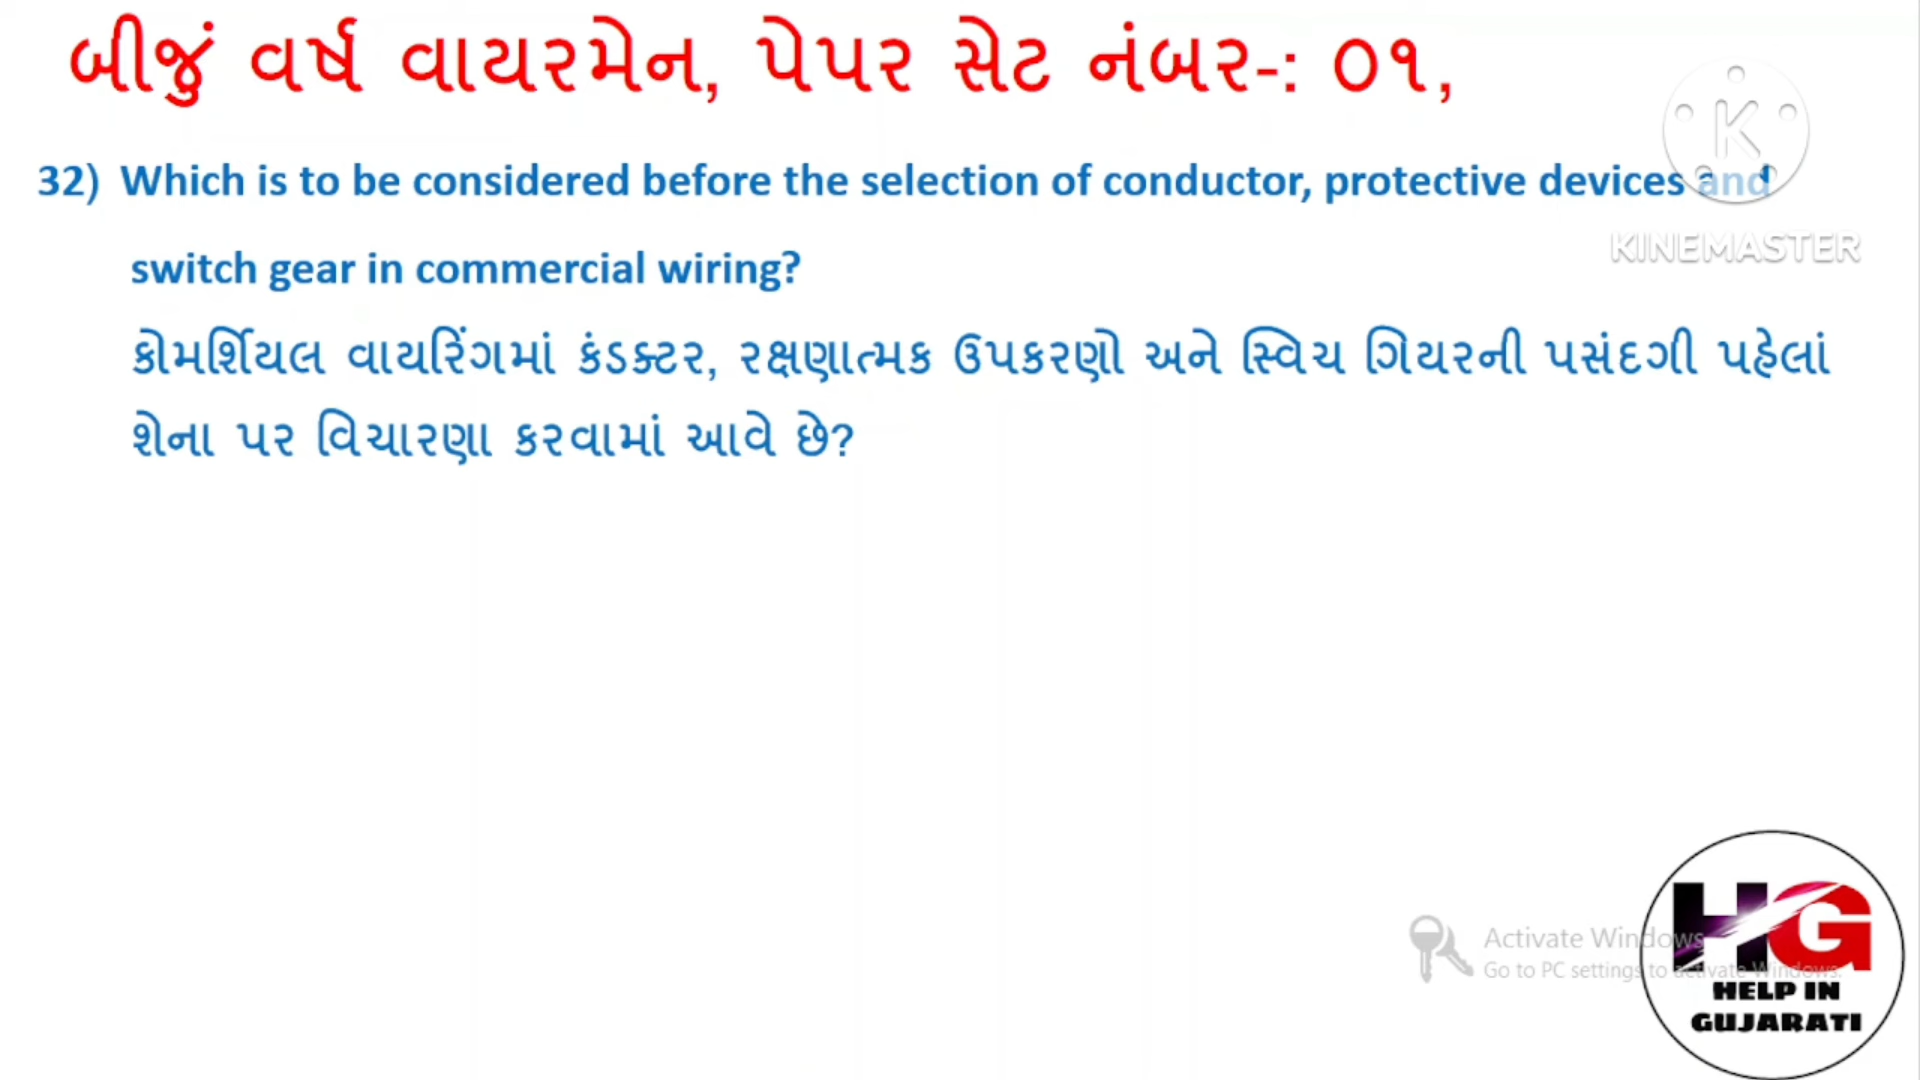 બીજું વર્ષ વાયરમેન, પેપર સેટ નંબર-: ૦૧,
32) Which is to be considered before the selection of conductor, protective devices and
switch gear in commercial wiring?
KINEMASTER
કોમર્શિયલ વાયરિંગમાં કંડક્ટર, રક્ષણાત્મક ઉપકરણો અને સ્વિચ ગિયરની પસંદગી પહેલાં
શેના પર વિચારણા કરવામાં આવે છે?
Activate Windows
Go to PC settings to activate Windows.
HG
HELP IN
GUJARATI